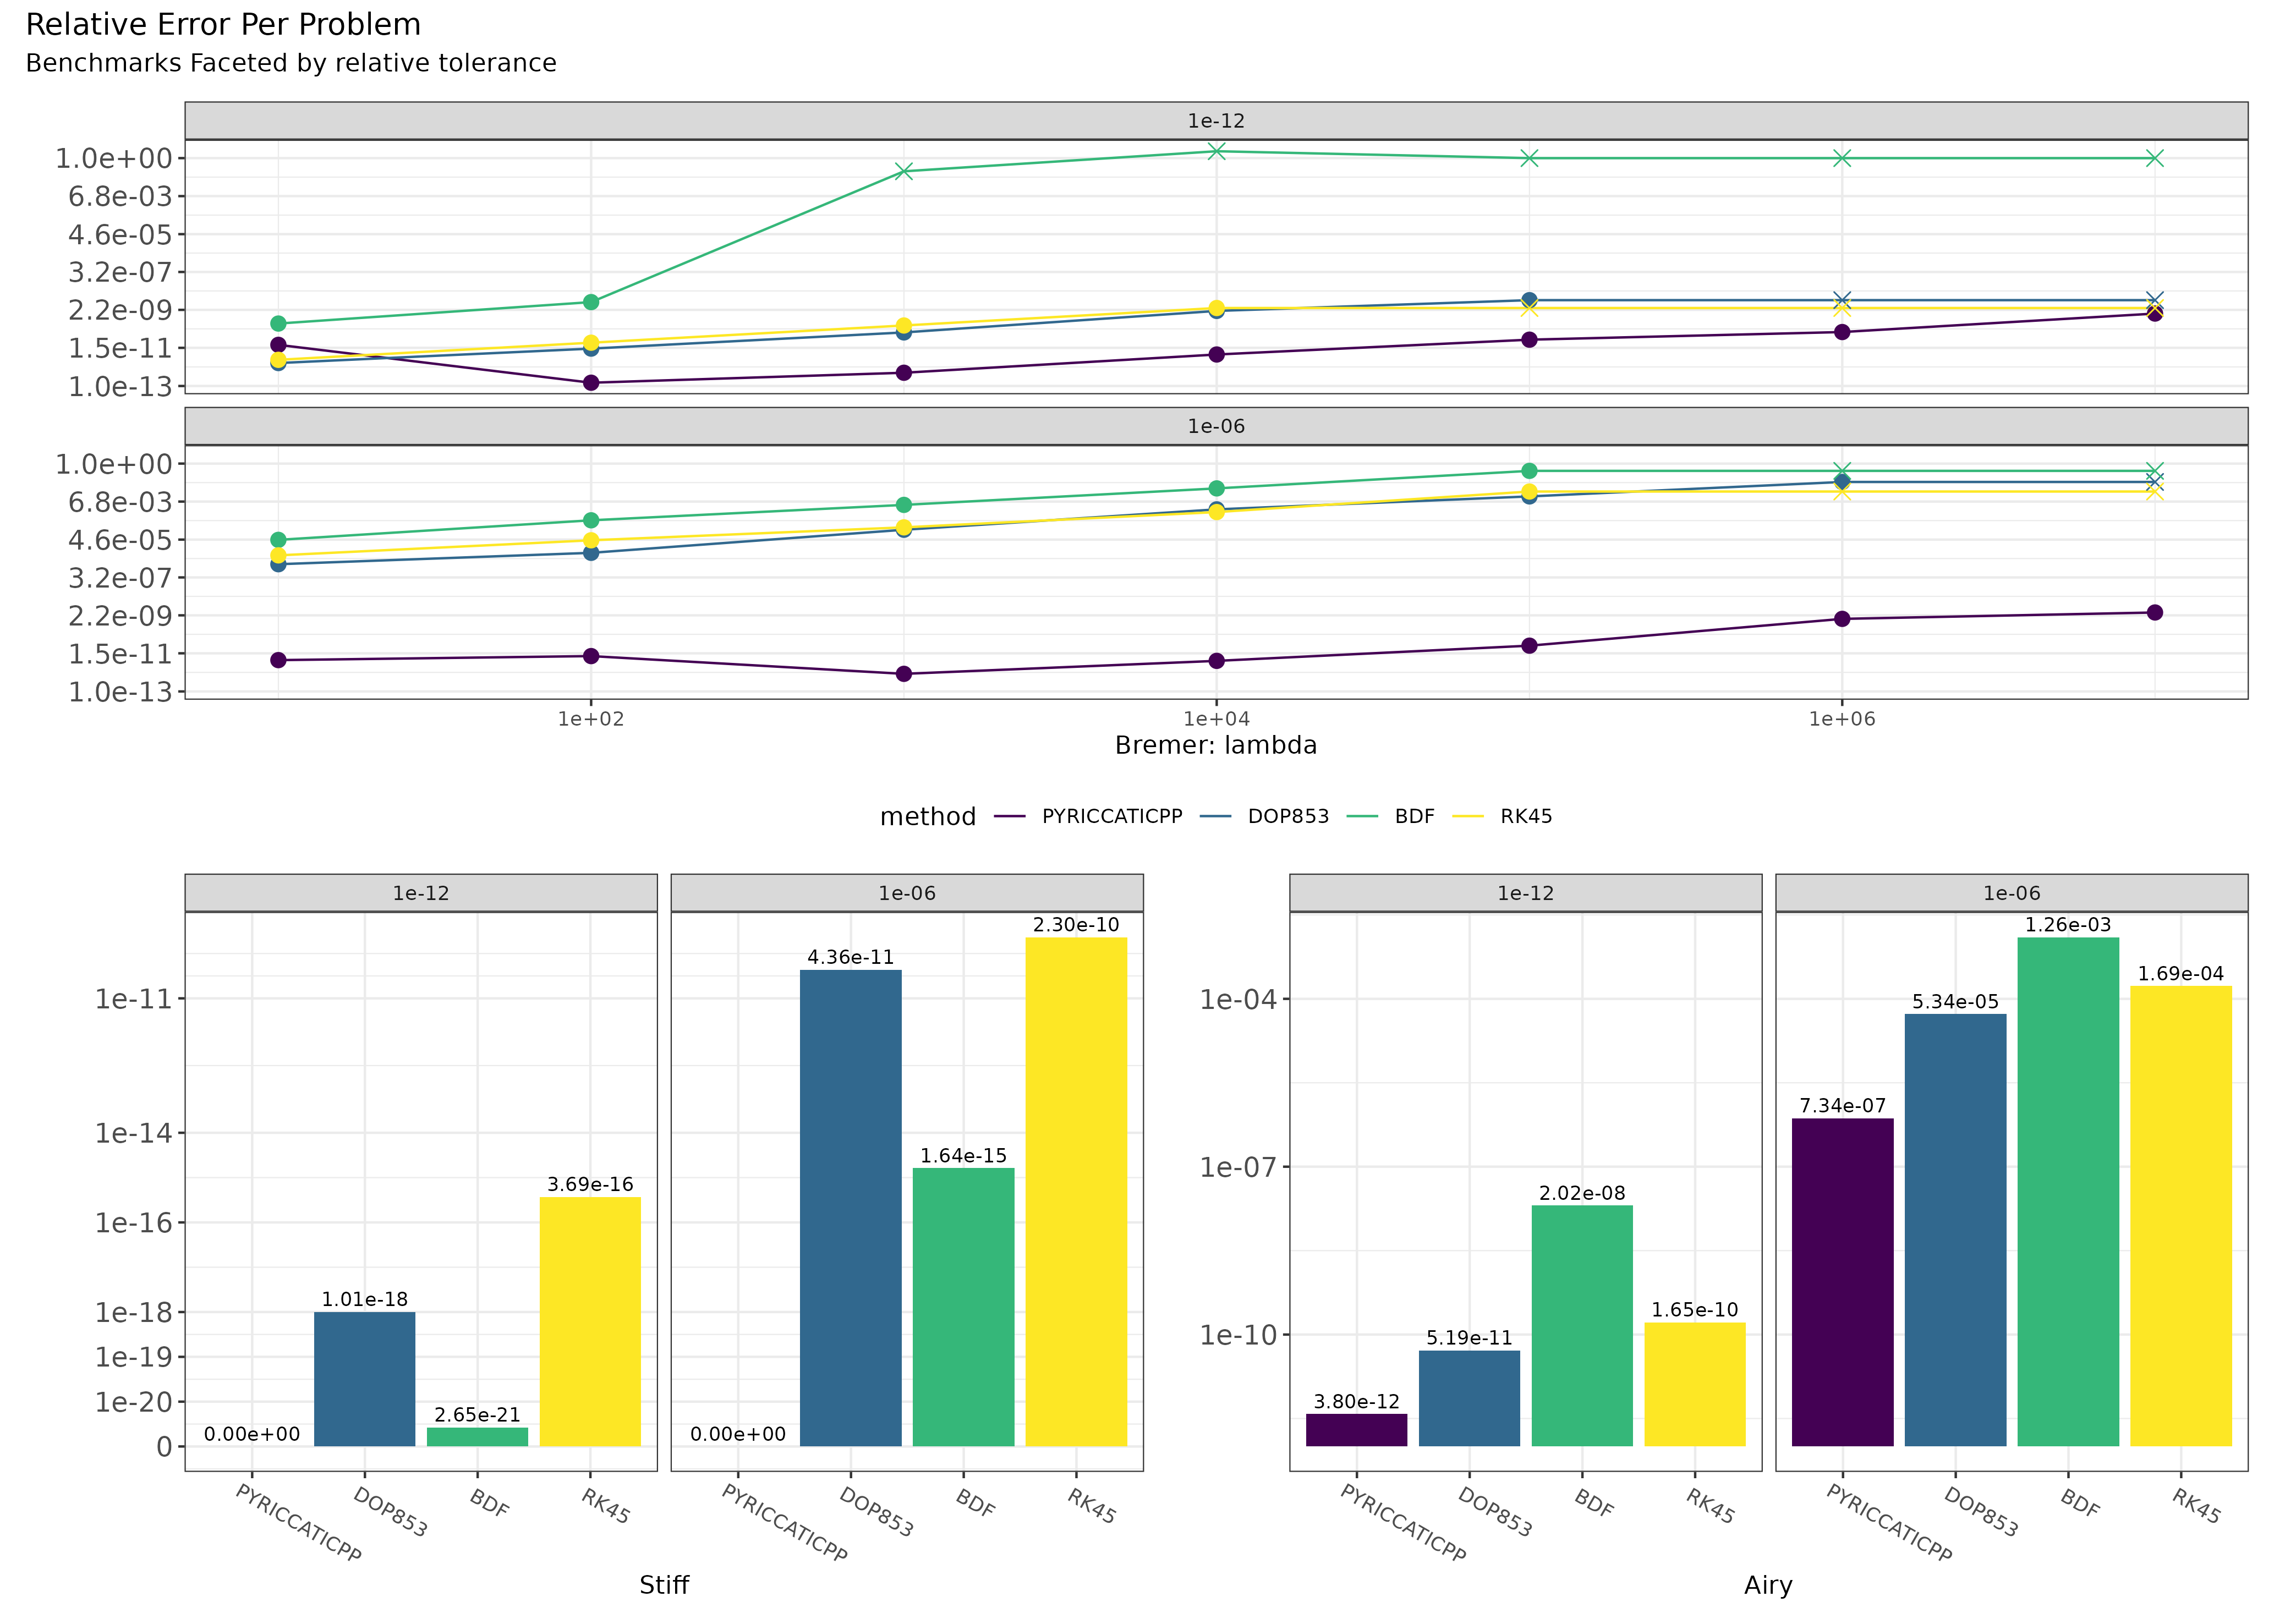 Relative Error Per Problem
Benchmarks Faceted by relative tolerance
1e-12
1.0e+00
6.8e-03
4.6e-05
3.2e-07
2.2e-09
1.5e-11
1.0e-13
1e-06
1.0e+00
6.8e-03
4.6e-05
3.2e-07
2.2e-09
1.5e-11
1.0e-13
1e+02 1e+04 1e+06
Bremer: lambda
method PYRICCATICPP DOP853 BDF RK45
1e-12 1e-06
1e-11
1e-14
1e-16
1e-18
1e-19
1e-20
0
0.00e+00 1.01e-18 2.65e-21 3.69e-16
0.00e+00 4.36e-11 1.64e-15 2.30e-10
PYRICCATICPP DOP853 BDF RK45
PYRICCATICPP DOP853 BDF RK45
Stiff
1e-12 1e-06
1e-04
1e-07
1e-10
3.80e-12 5.19e-11 2.02e-08 1.65e-10
7.34e-07 5.34e-05 1.26e-03 1.69e-04
PYRICCATICPP DOP853 BDF RK45
PYRICCATICPP DOP853 BDF RK45
Airy